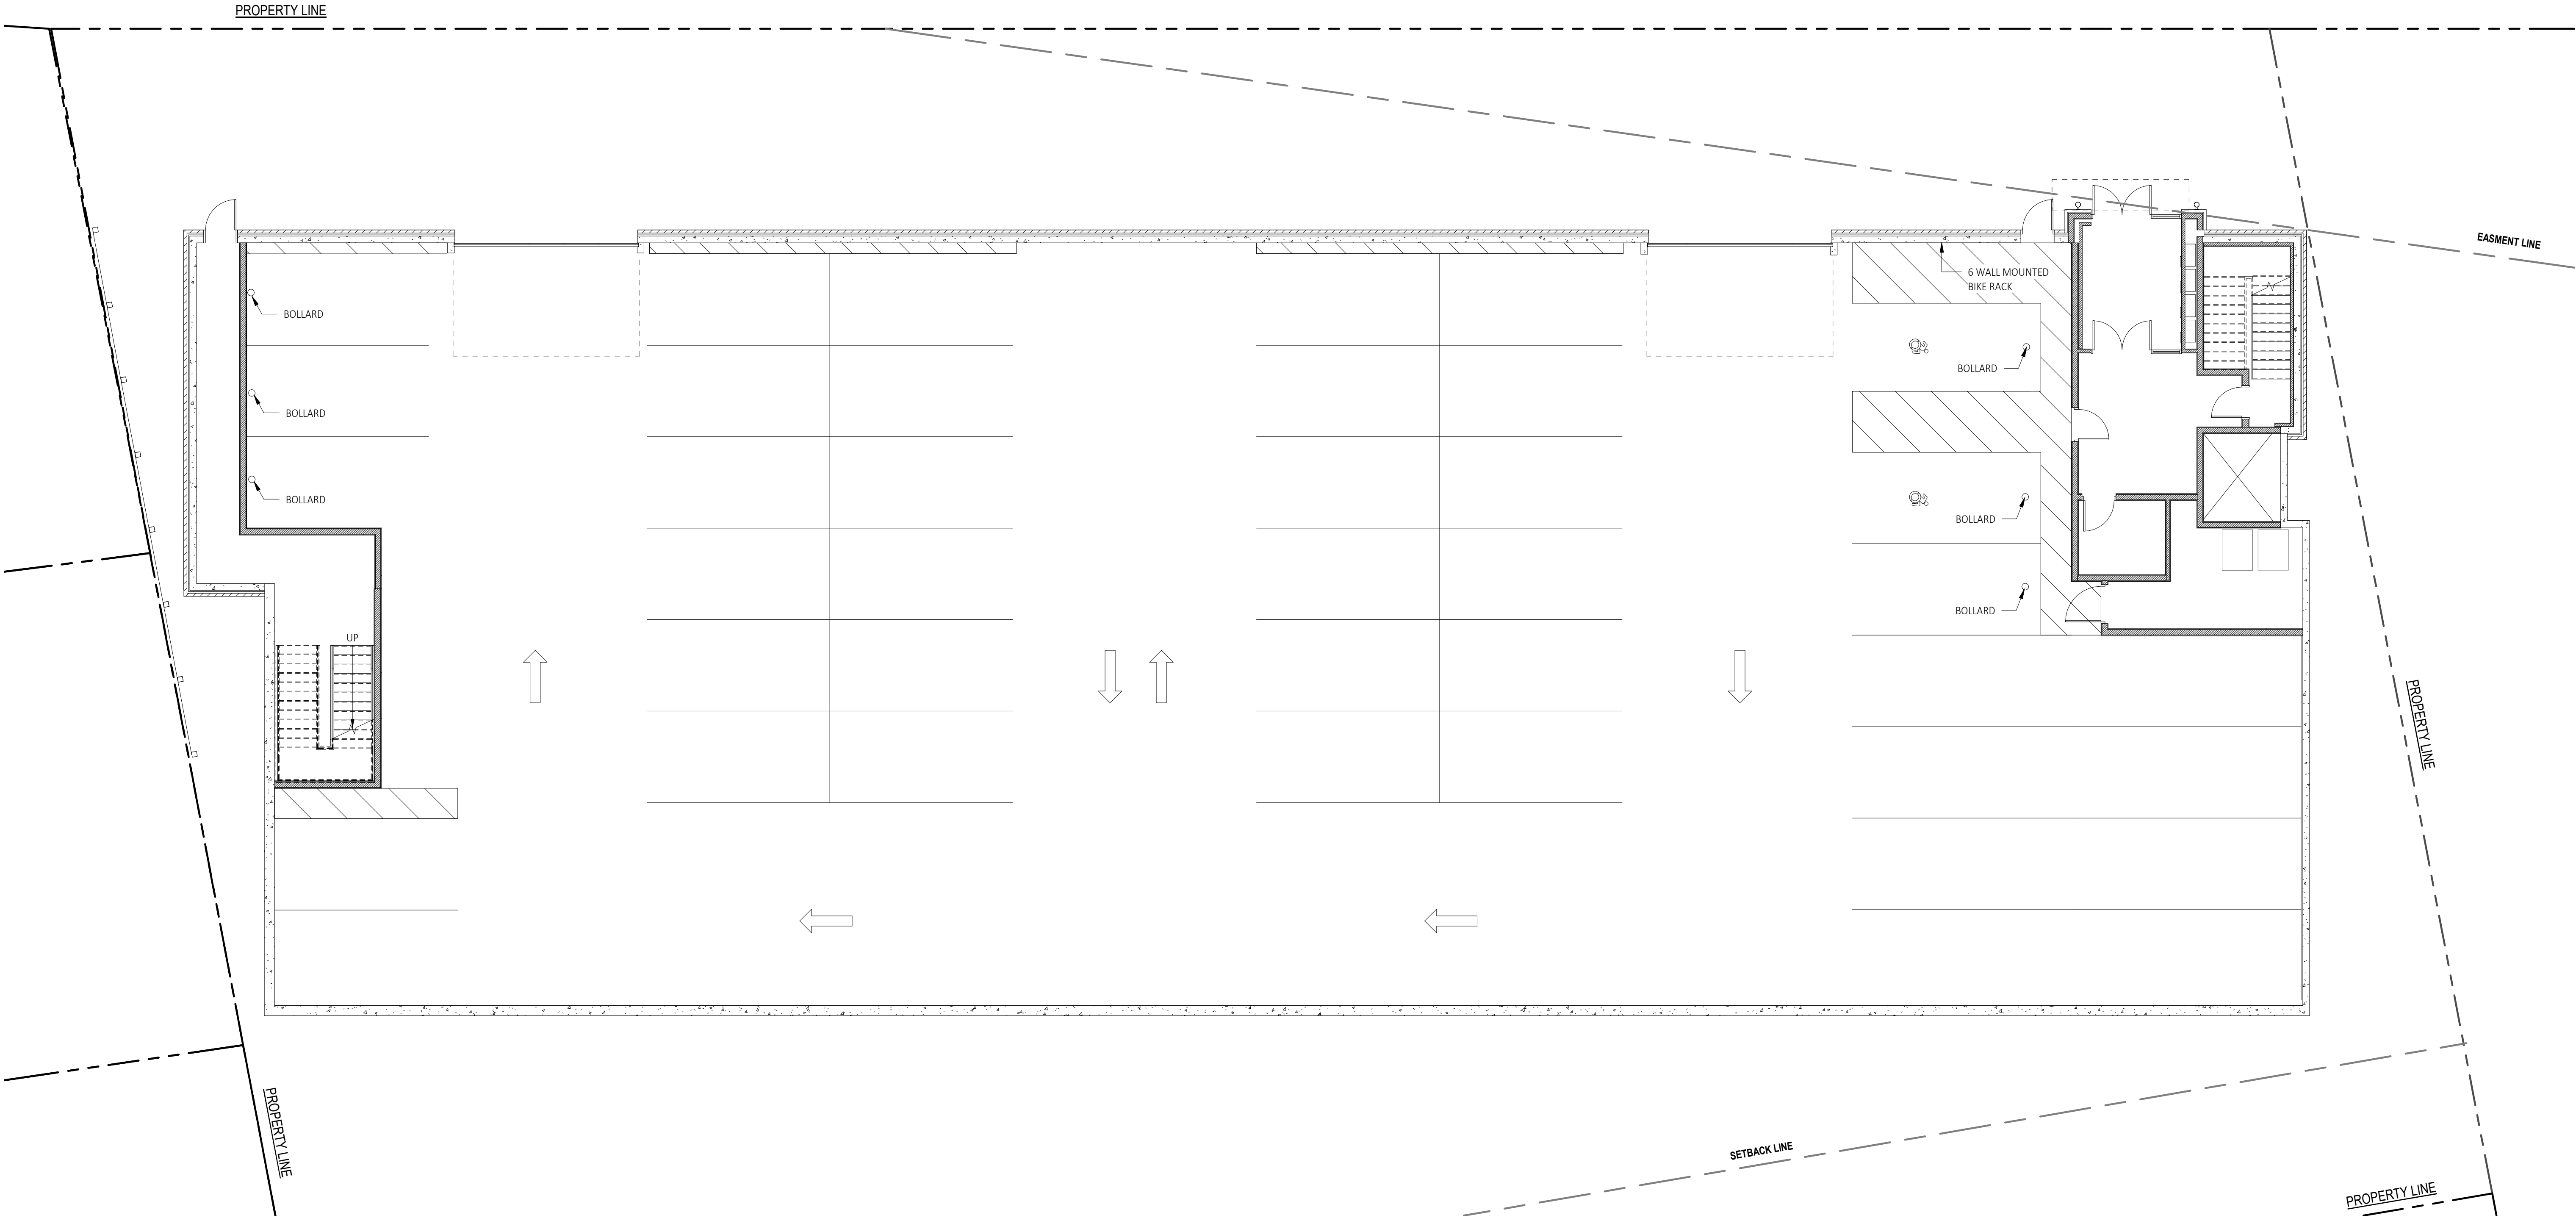 PROPERTY LINE
EASMENT LINE
6 WALL MOUNTED
BIKE RACK
BOLLARD
BOLLARD
BOLLARD
BOLLARD
BOLLARD
BOLLARD
UP
PROPERTY LINE
PROPERTY LINE
SETBACK LINE
PROPERTY LINE